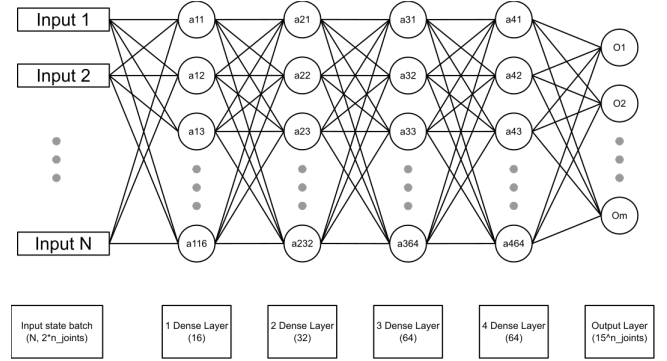 Input 1
a11
a21
a31
a41
O1
Input 2
a12
a22
a32
a42
O2
a13
a23
a33
a43
Om
Input N
a116
a232
a364
a464
Input state batch
(N, 2*n_joints)
1 Dense Layer
(16)
2 Dense Layer
(32)
3 Dense Layer
(64)
4 Dense Layer
(64)
Output Layer
(15^n_joints)